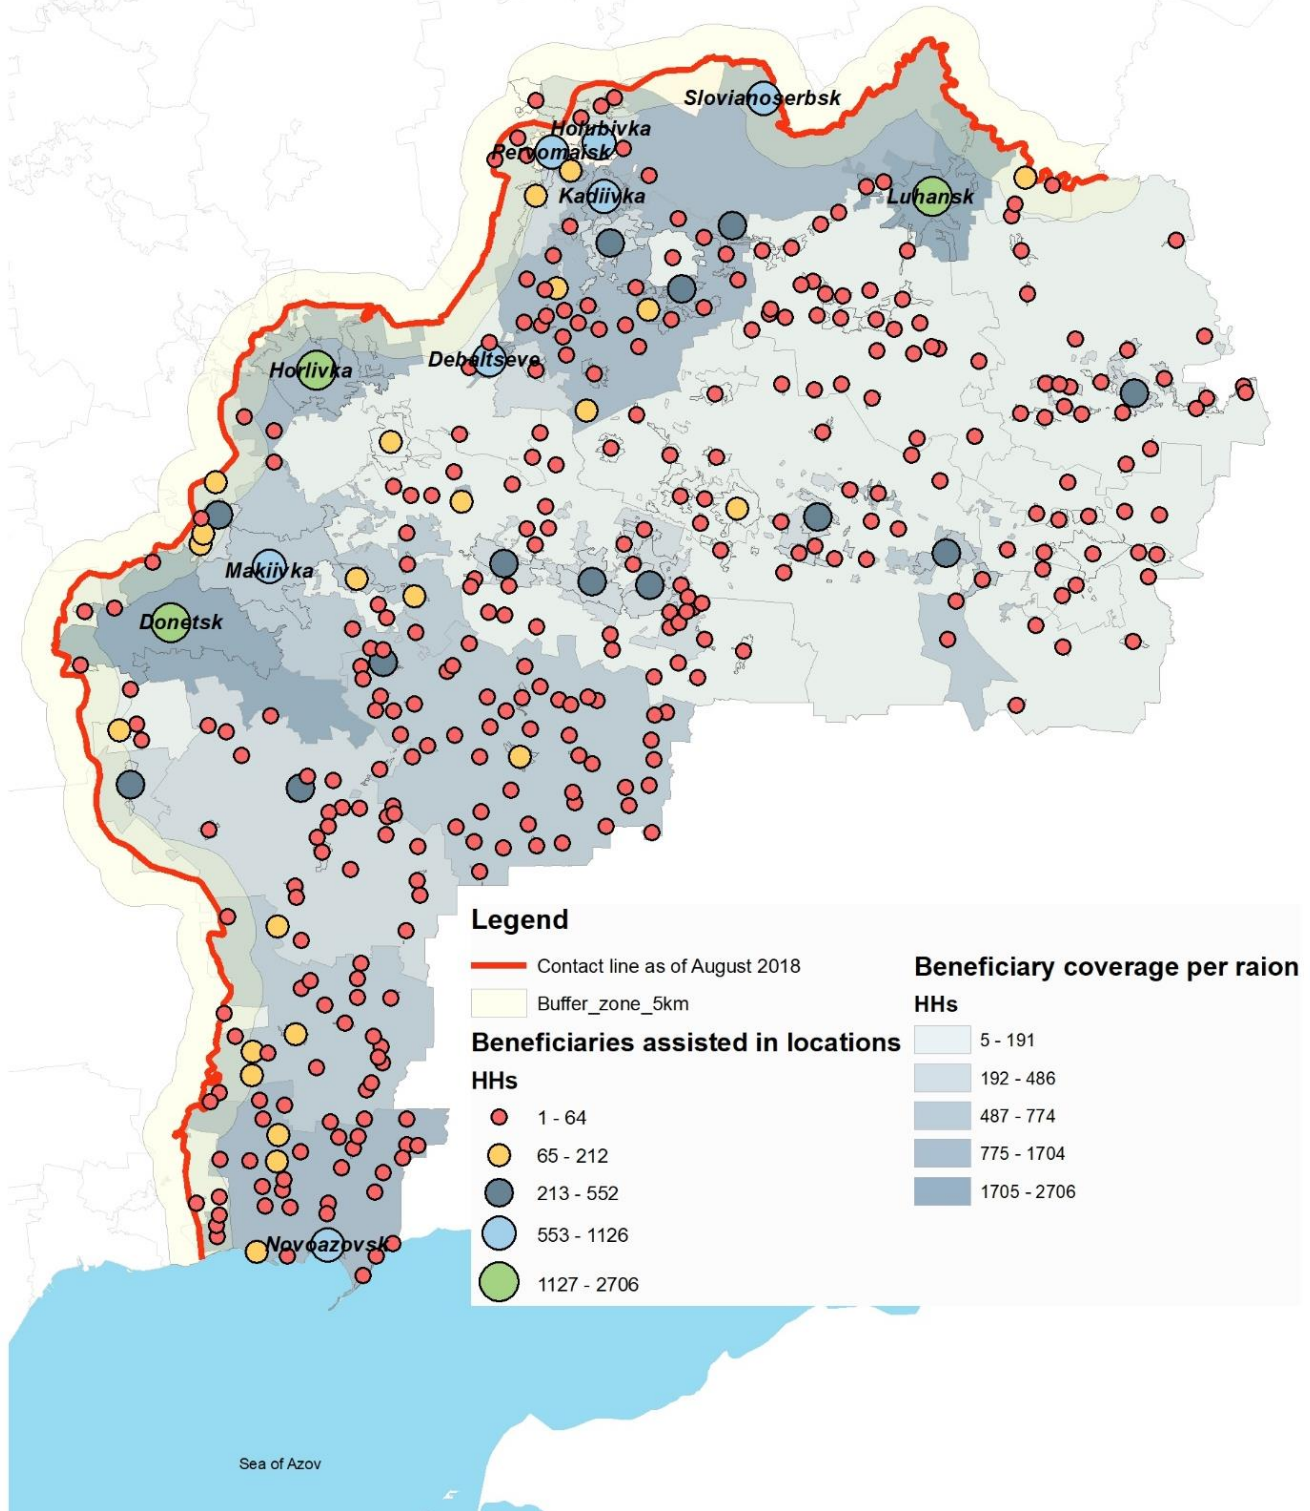 Slovianoserbsk
Holubivka
Pervomaisk
Kadiivka
Luhansk
Debaltseve
Horlivka
Makiivka
Donetsk
Novoazovsk
Sea of Azov
Legend
Contact line as of August 2018
Buffer_zone_5km
Beneficiaries assisted in locations
HHs
1 - 64
65 - 212
213 - 552
553 - 1126
1127 - 2706
Beneficiary coverage per raion
HHs
5 - 191
192 - 486
487 - 774
775 - 1704
1705 - 2706